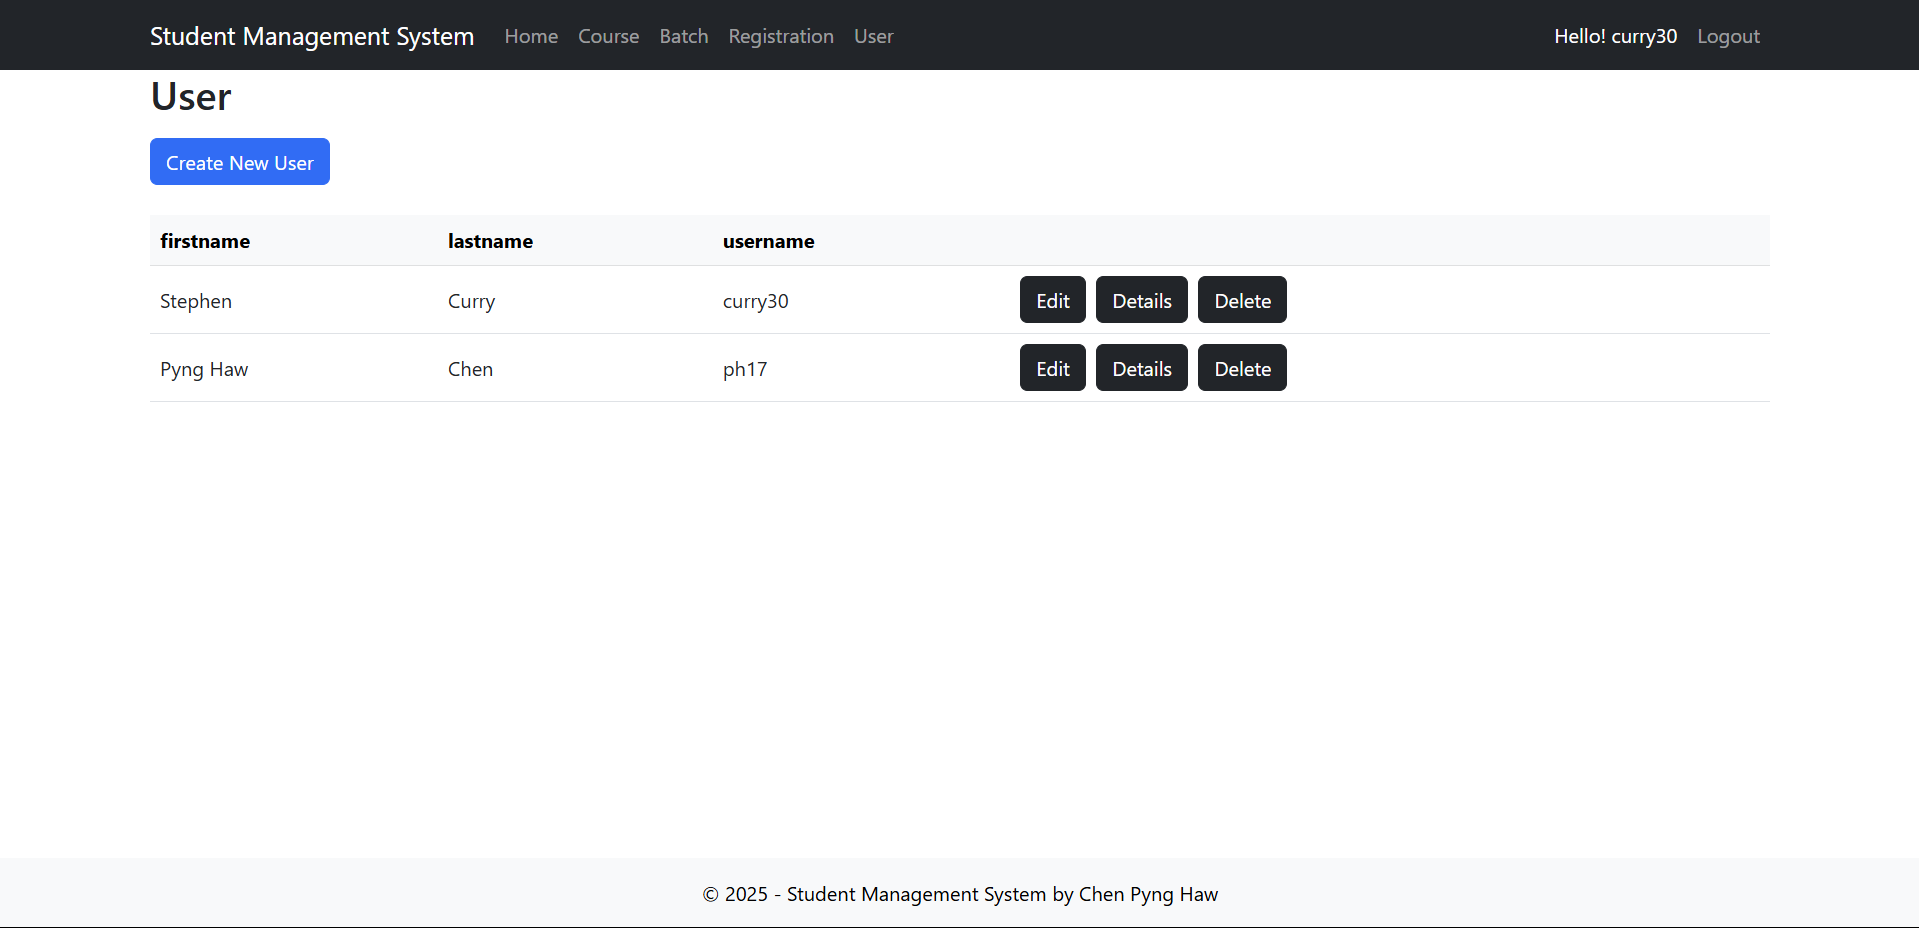 Student Management System Home Course Batch Registration User Hello! curry30 Logout
User
Create New User
firstname lastname username
Stephen Curry curry30 Edit Details Delete
Pyng Haw Chen ph17 Edit Details Delete
© 2025 - Student Management System by Chen Pyng Haw